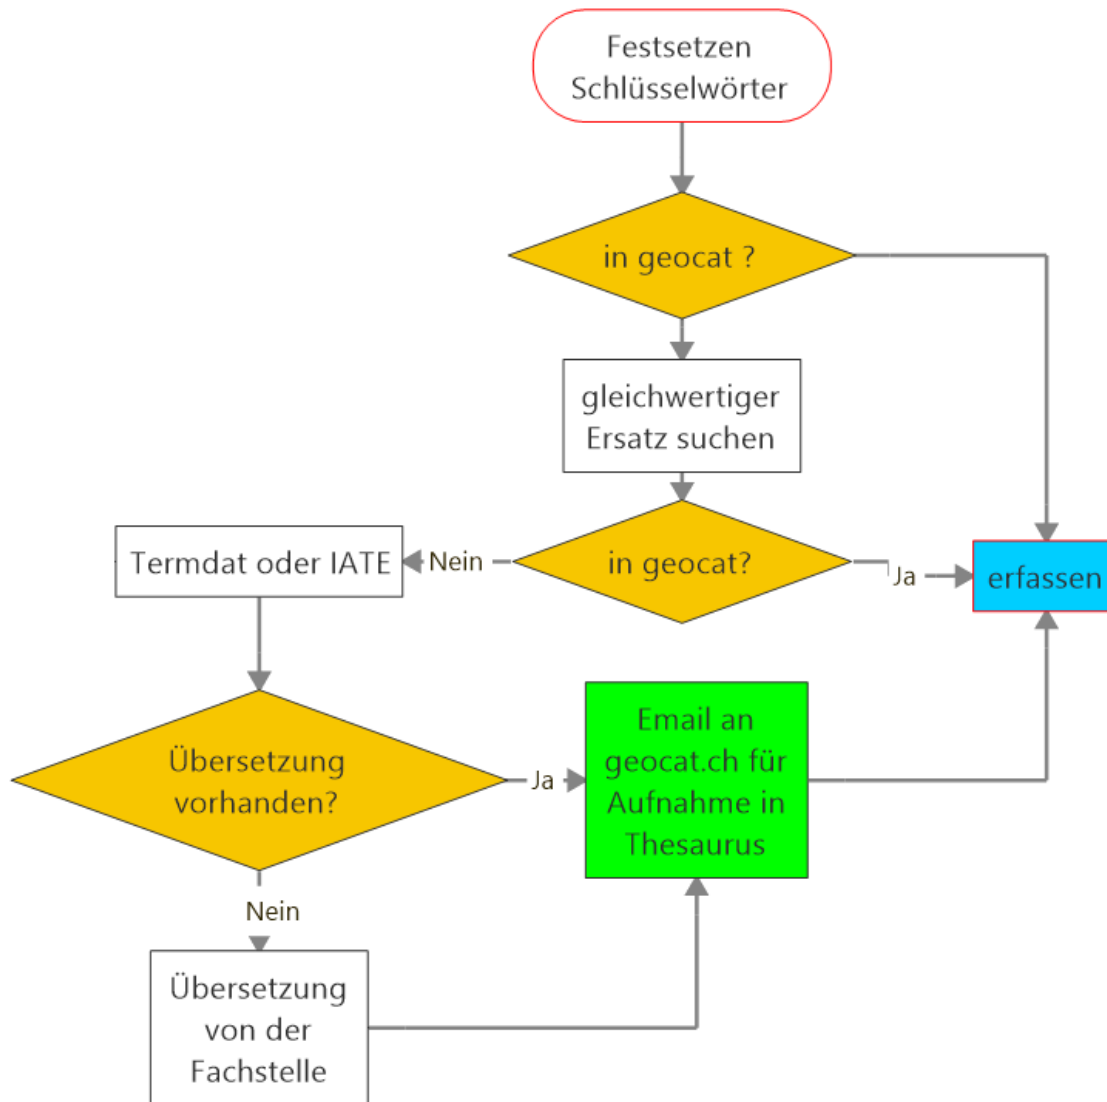 Festsetzen
Schlüsselwörter
in geocat ?
gleichwertiger
Ersatz suchen
in geocat?
Nein
Ja
Termdat oder IATE
erfassen
Übersetzung
vorhanden?
Ja
Email an
geocat.ch für
Aufnahme in
Thesaurus
Nein
Übersetzung
von der
Fachstelle